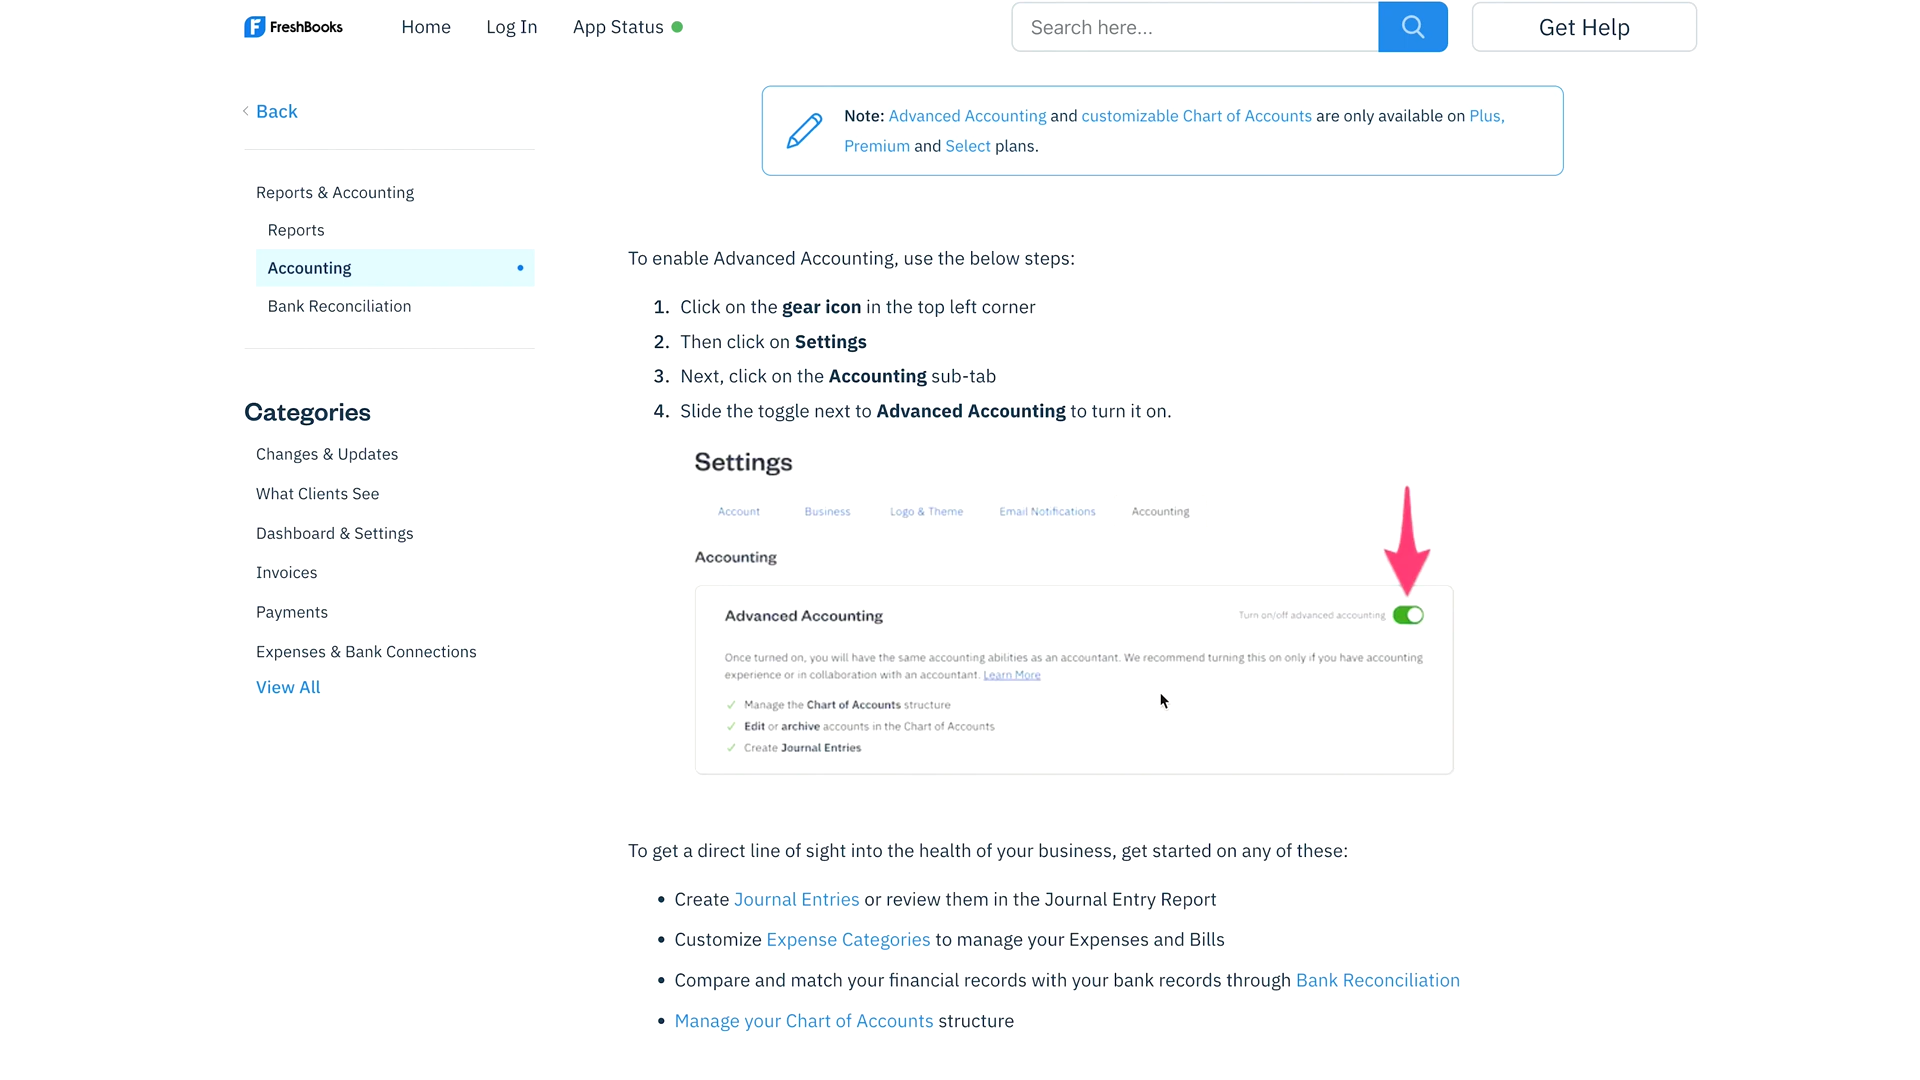 FreshBooks
Home
Log In
App Status
Search here...
Get Help
Back
Reports & Accounting
Reports
Accounting
Bank Reconciliation
Categories
Changes & Updates
What Clients See
Dashboard & Settings
Invoices
Payments
Expenses & Bank Connections
View All
Note: Advanced Accounting and customizable Chart of Accounts are only available on Plus,
Premium and Select plans.
To enable Advanced Accounting, use the below steps:
1. Click on the gear icon in the top left corner
2. Then click on Settings
3. Next, click on the Accounting sub-tab
4. Slide the toggle next to Advanced Accounting to turn it on.
Settings
Account
Business
Logo & Theme
Email Notifications
Accounting
Accounting
Advanced Accounting
Turn on/off advanced accounting
Once turned on, you will have the same accounting abilities as an accountant. We recommend turning this on only if you have accounting
experience or in collaboration with an accountant. Learn More
Manage the Chart of Accounts structure
Edit or archive accounts in the Chart of Accounts
Create Journal Entries
To get a direct line of sight into the health of your business, get started on any of these:
• Create Journal Entries or review them in the Journal Entry Report
• Customize Expense Categories to manage your Expenses and Bills
• Compare and match your financial records with your bank records through Bank Reconciliation
• Manage your Chart of Accounts structure